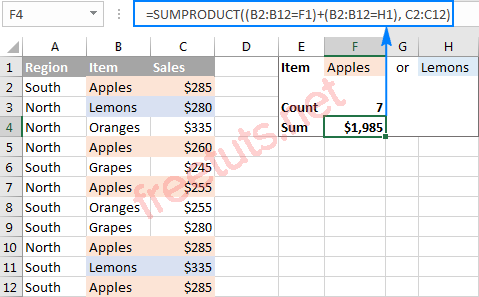 F4 =SUMPRODUCT((B2:B12=F1)+(B2:B12=H1), C2:C12)
A B C D E F G H
1 Region Item Sales Item Apples or Lemons
2 South Apples $285
3 North Lemons $280 Count 7
4 North Oranges $335 Sum $1,985
5 North Apples $260
6 South Grapes $245
7 North Apples $255
8 South Oranges $255
9 South Grapes $280
10 North Apples $285
11 South Lemons $335
12 South Apples $285
freetuts.net